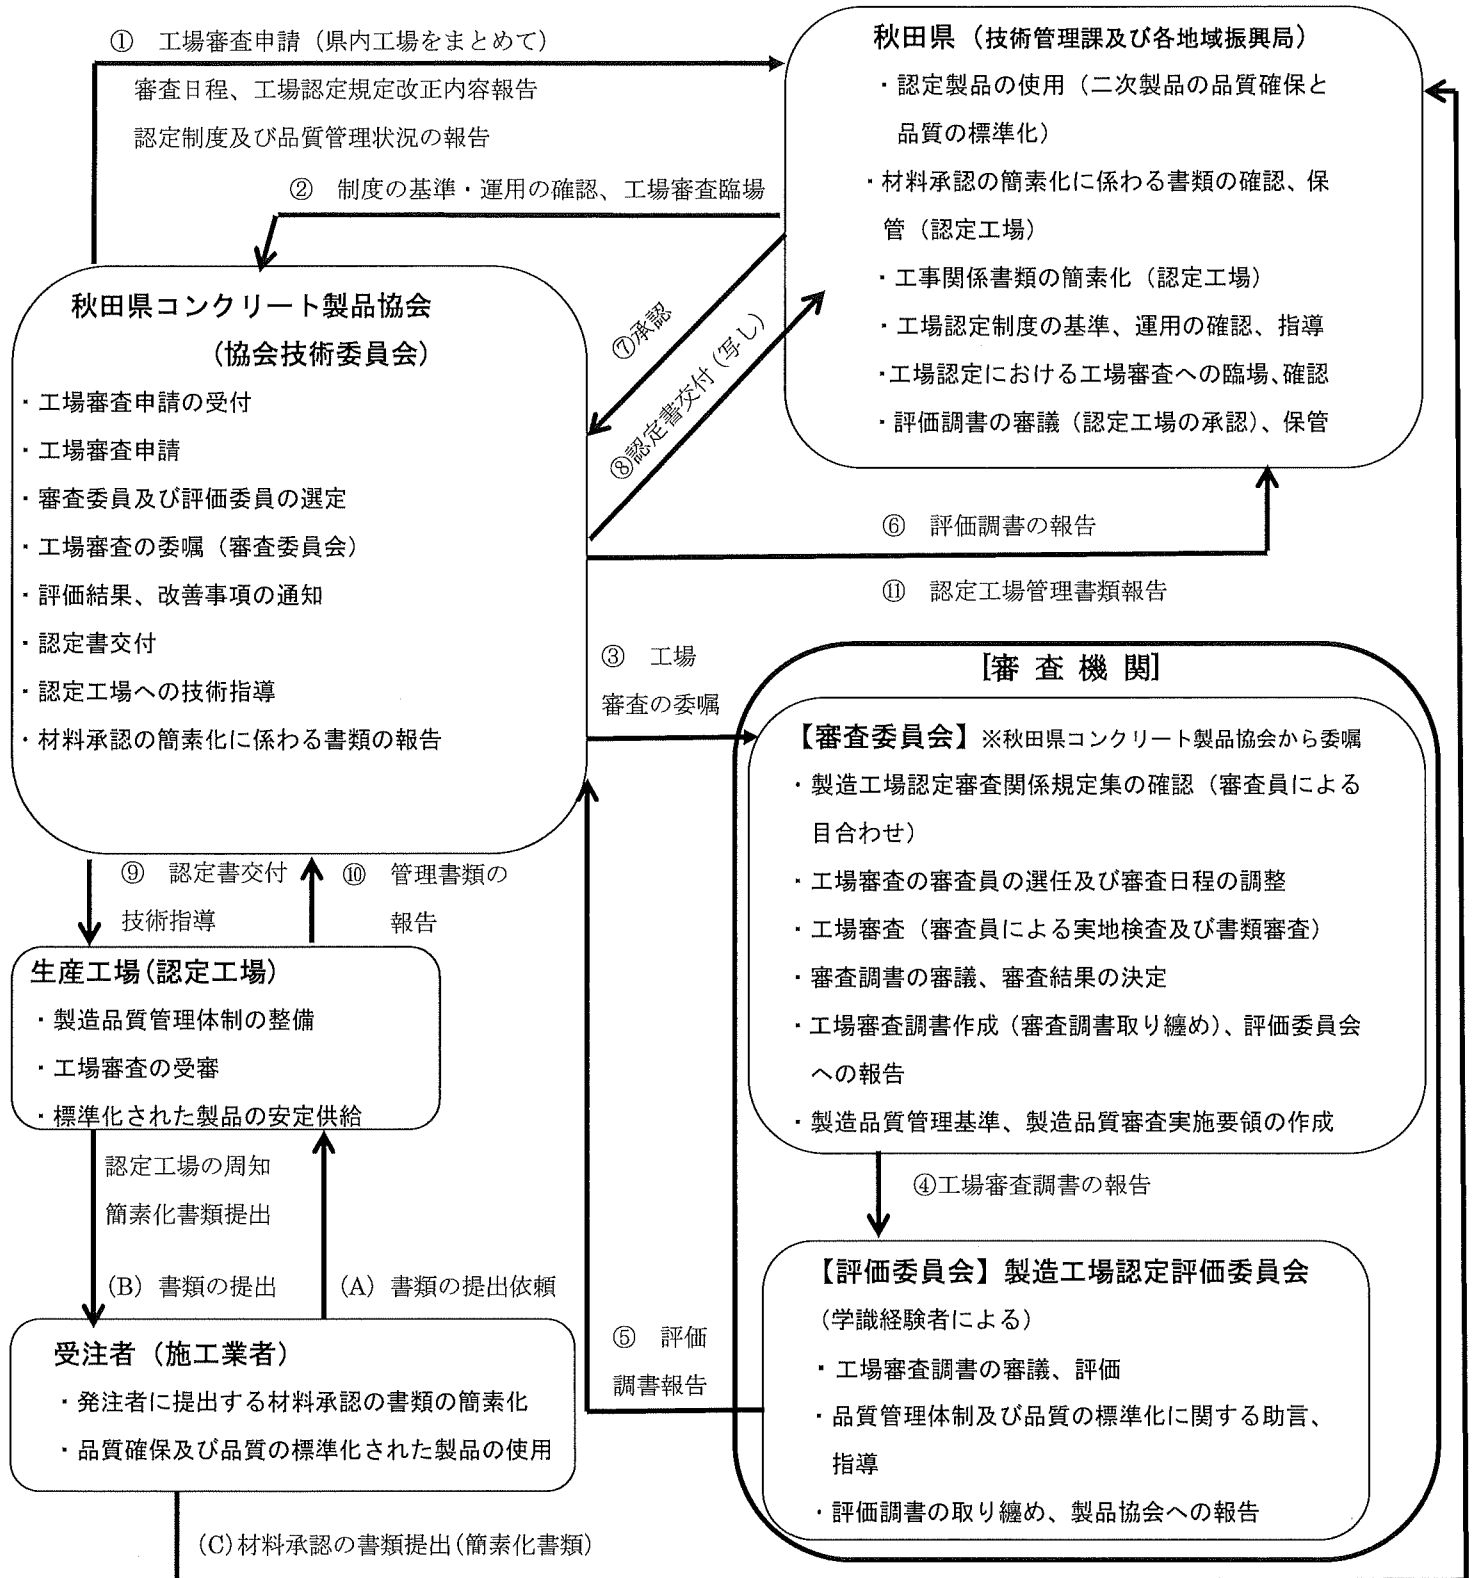 ① 工場審査申請（県内工場をまとめて）
審査日程、工場認定規定改正内容報告
認定制度及び品質管理状況の報告
② 制度の基準・運用の確認、工場審査臨場
秋田県（技術管理課及び各地域振興局）
・認定製品の使用（二次製品の品質確保と
品質の標準化）
・材料承認の簡素化に係わる書類の確認、保
管（認定工場）
・工事関係書類の簡素化（認定工場）
・工場認定制度の基準、運用の確認、指導
・工場認定における工場審査への臨場、確認
・評価調書の審議（認定工場の承認）、保管
秋田県コンクリート製品協会
（協会技術委員会）
・工場審査申請の受付
・工場審査申請
・審査委員及び評価委員の選定
・工場審査の委嘱（審査委員会）
・評価結果、改善事項の通知
・認定書交付
・認定工場への技術指導
・材料承認の簡素化に係わる書類の報告
⑦承認
⑧認定書交付（写し）
⑥ 評価調書の報告
⑪ 認定工場管理書類報告
③ 工場
審査の委嘱
[審 査 機 関]
【審査委員会】※秋田県コンクリート製品協会から委嘱
・製造工場認定審査関係規定集の確認（審査員による
目合わせ）
・工場審査の審査員の選任及び審査日程の調整
・工場審査（審査員による実地検査及び書類審査）
・審査調書の審議、審査結果の決定
・工場審査調書作成（審査調書取り纏め）、評価委員会
への報告
・製造品質管理基準、製造品質審査実施要領の作成
④工場審査調書の報告
【評価委員会】製造工場認定評価委員会
（学識経験者による）
・工場審査調書の審議、評価
・品質管理体制及び品質の標準化に関する助言、
指導
・評価調書の取り纏め、製品協会への報告
⑤ 評価
調書報告
⑨ 認定書交付
技術指導
⑩ 管理書類の
報告
生産工場（認定工場）
・製造品質管理体制の整備
・工場審査の受審
・標準化された製品の安定供給
認定工場の周知
簡素化書類提出
(B) 書類の提出
(A) 書類の提出依頼
受注者（施工業者）
・発注者に提出する材料承認の書類の簡素化
・品質確保及び品質の標準化された製品の使用
(C)材料承認の書類提出(簡素化書類)